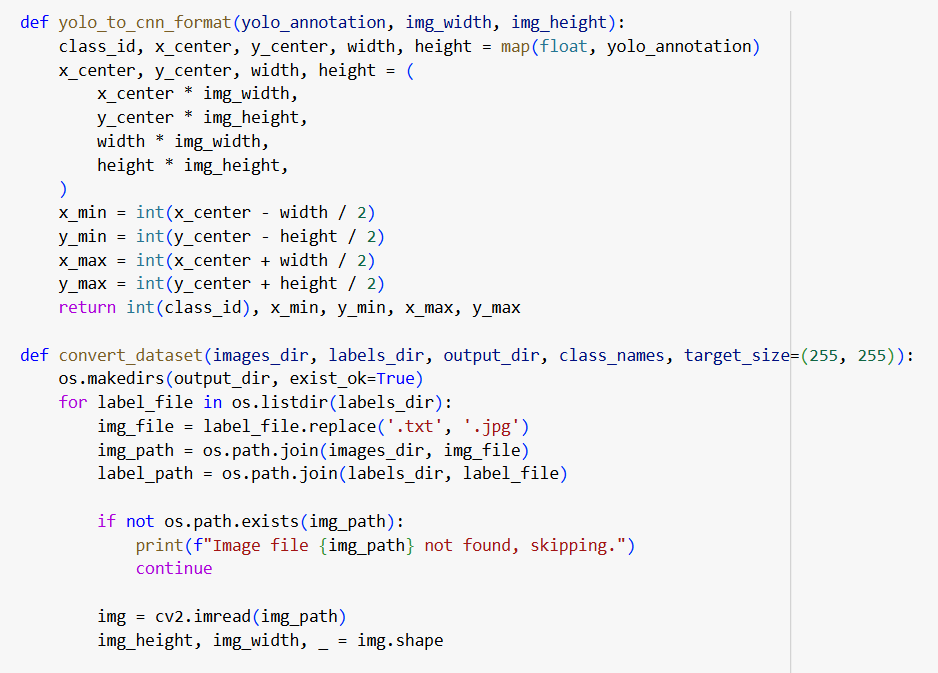 def yolo_to_cnn_format(yolo_annotation, img_width, img_height):
    class_id, x_center, y_center, width, height = map(float, yolo_annotation)
    x_center, y_center, width, height = (
        x_center * img_width,
        y_center * img_height,
        width * img_width,
        height * img_height,
    )
    x_min = int(x_center - width / 2)
    y_min = int(y_center - height / 2)
    x_max = int(x_center + width / 2)
    y_max = int(y_center + height / 2)
    return int(class_id), x_min, y_min, x_max, y_max

def convert_dataset(images_dir, labels_dir, output_dir, class_names, target_size=(255, 255)):
    os.makedirs(output_dir, exist_ok=True)
    for label_file in os.listdir(labels_dir):
        img_file = label_file.replace('.txt', '.jpg')
        img_path = os.path.join(images_dir, img_file)
        label_path = os.path.join(labels_dir, label_file)

        if not os.path.exists(img_path):
            print(f"Image file {img_path} not found, skipping.")
            continue

        img = cv2.imread(img_path)
        img_height, img_width, _ = img.shape